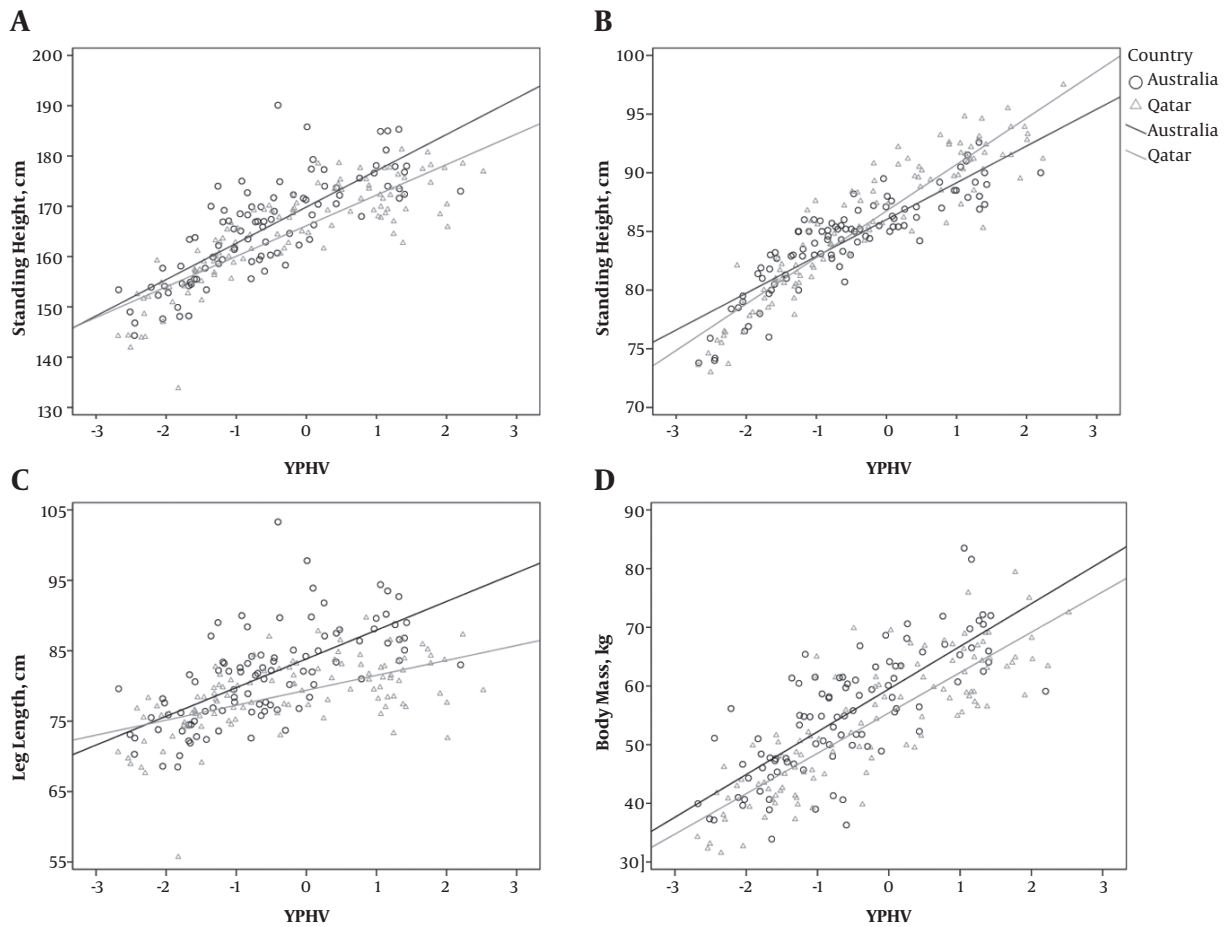 A
Standing Height, cm
200
190
180
170
160
150
140
130
-3 -2 -1 0 1 2 3
YPHV
B
Standing Height, cm
100
95
90
85
80
75
70
-3 -2 -1 0 1 2 3
YPHV
Country
Australia
Qatar
Australia
Qatar
C
Leg Length, cm
105
95
85
75
65
55
-3 -2 -1 0 1 2 3
YPHV
D
Body Mass, kg
90
80
70
60
50
40
30]
-3 -2 -1 0 1 2 3
YPHV